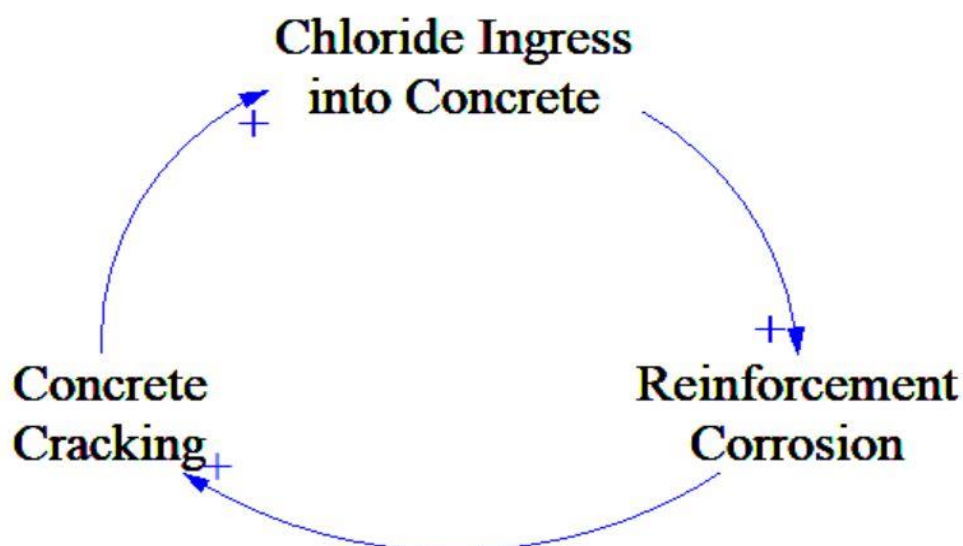 Chloride Ingress
into Concrete
+
+
Concrete
Cracking
+
Reinforcement
Corrosion